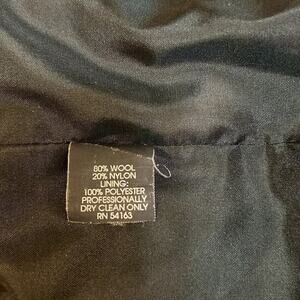 80% WOOL
20% NYLON
LINING:
100% POLYESTER
PROFESSIONALLY
DRY CLEAN ONLY
RN 54163